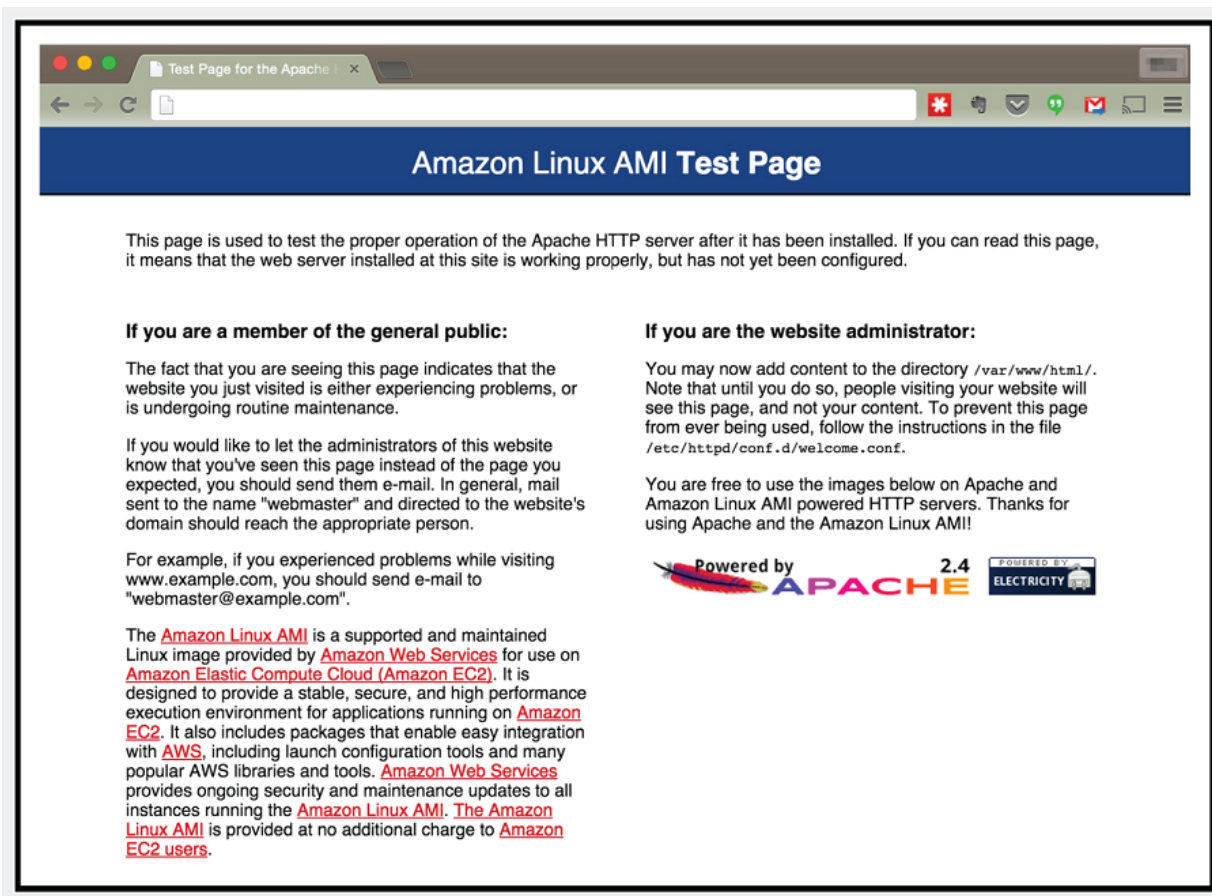 Test Page for the Apache
Amazon Linux AMI Test Page
This page is used to test the proper operation of the Apache HTTP server after it has been installed. If you can read this page,
it means that the web server installed at this site is working properly, but has not yet been configured.
If you are a member of the general public:
The fact that you are seeing this page indicates that the
website you just visited is either experiencing problems, or
is undergoing routine maintenance.
If you would like to let the administrators of this website
know that you've seen this page instead of the page you
expected, you should send them e-mail. In general, mail
sent to the name "webmaster" and directed to the website's
domain should reach the appropriate person.
For example, if you experienced problems while visiting
www.example.com, you should send e-mail to
"webmaster@example.com".
The Amazon Linux AMI is a supported and maintained
Linux image provided by Amazon Web Services for use on
Amazon Elastic Compute Cloud (Amazon EC2). It is
designed to provide a stable, secure, and high performance
execution environment for applications running on Amazon
EC2. It also includes packages that enable easy integration
with AWS, including launch configuration tools and many
popular AWS libraries and tools. Amazon Web Services
provides ongoing security and maintenance updates to all
instances running the Amazon Linux AMI. The Amazon
Linux AMI is provided at no additional charge to Amazon
EC2 users.
If you are the website administrator:
You may now add content to the directory /var/www/html/.
Note that until you do so, people visiting your website will
see this page, and not your content. To prevent this page
from ever being used, follow the instructions in the file
/etc/httpd/conf.d/welcome.conf.
You are free to use the images below on Apache and
Amazon Linux AMI powered HTTP servers. Thanks for
using Apache and the Amazon Linux AMI!
Powered by 2.4
APACHE
POWERED BY
ELECTRICITY